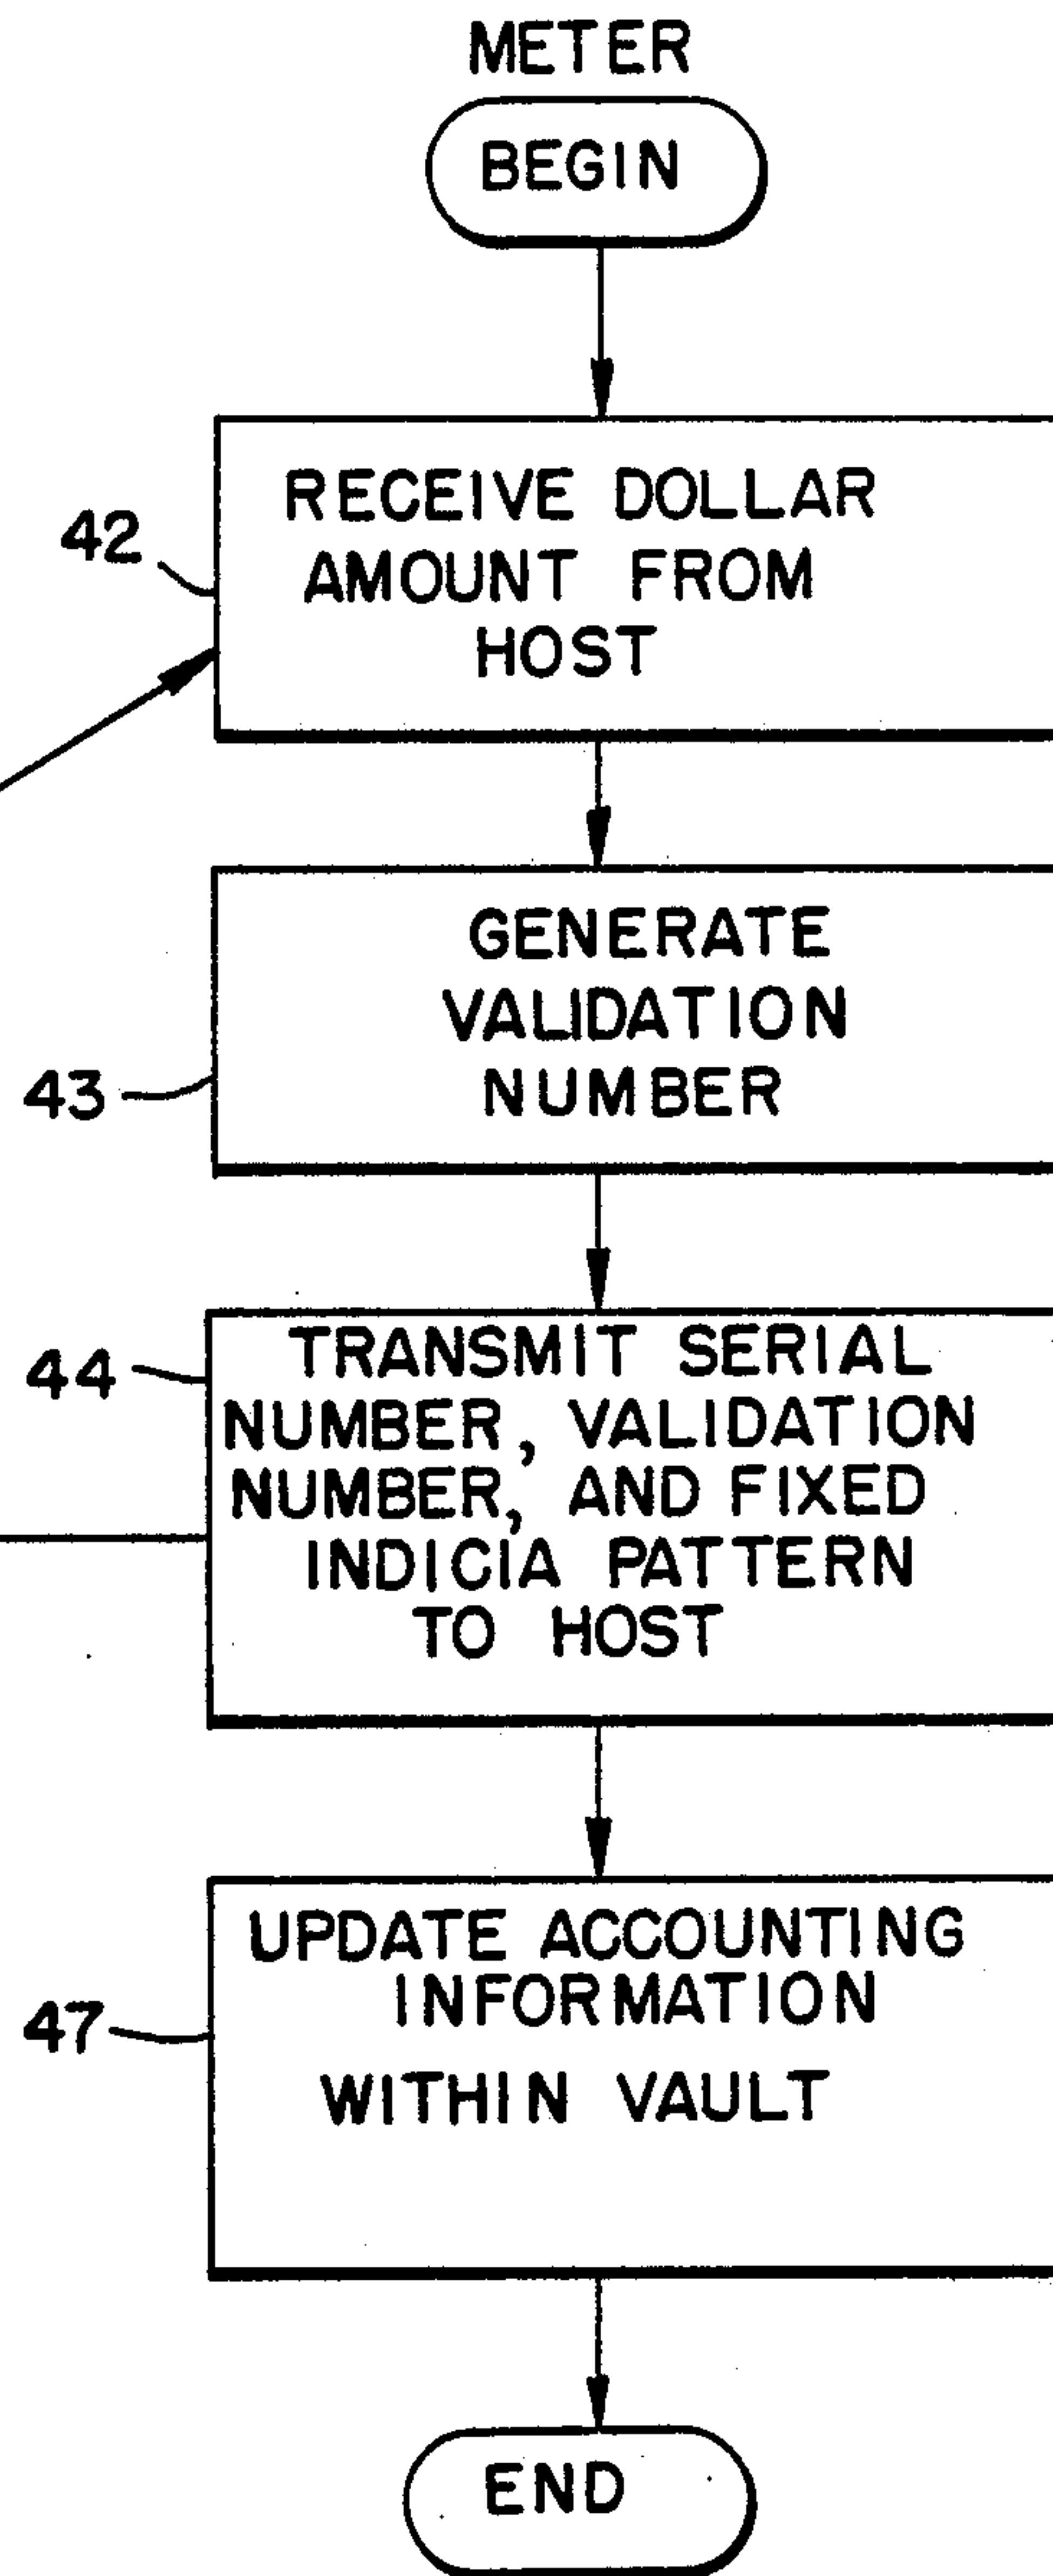 METER
BEGIN
42
RECEIVE DOLLAR
AMOUNT FROM
HOST
43
GENERATE
VALIDATION
NUMBER
44
TRANSMIT SERIAL
NUMBER, VALIDATION
NUMBER, AND FIXED
INDICIA PATTERN
TO HOST
47
UPDATE ACCOUNTING
INFORMATION
WITHIN VAULT
END